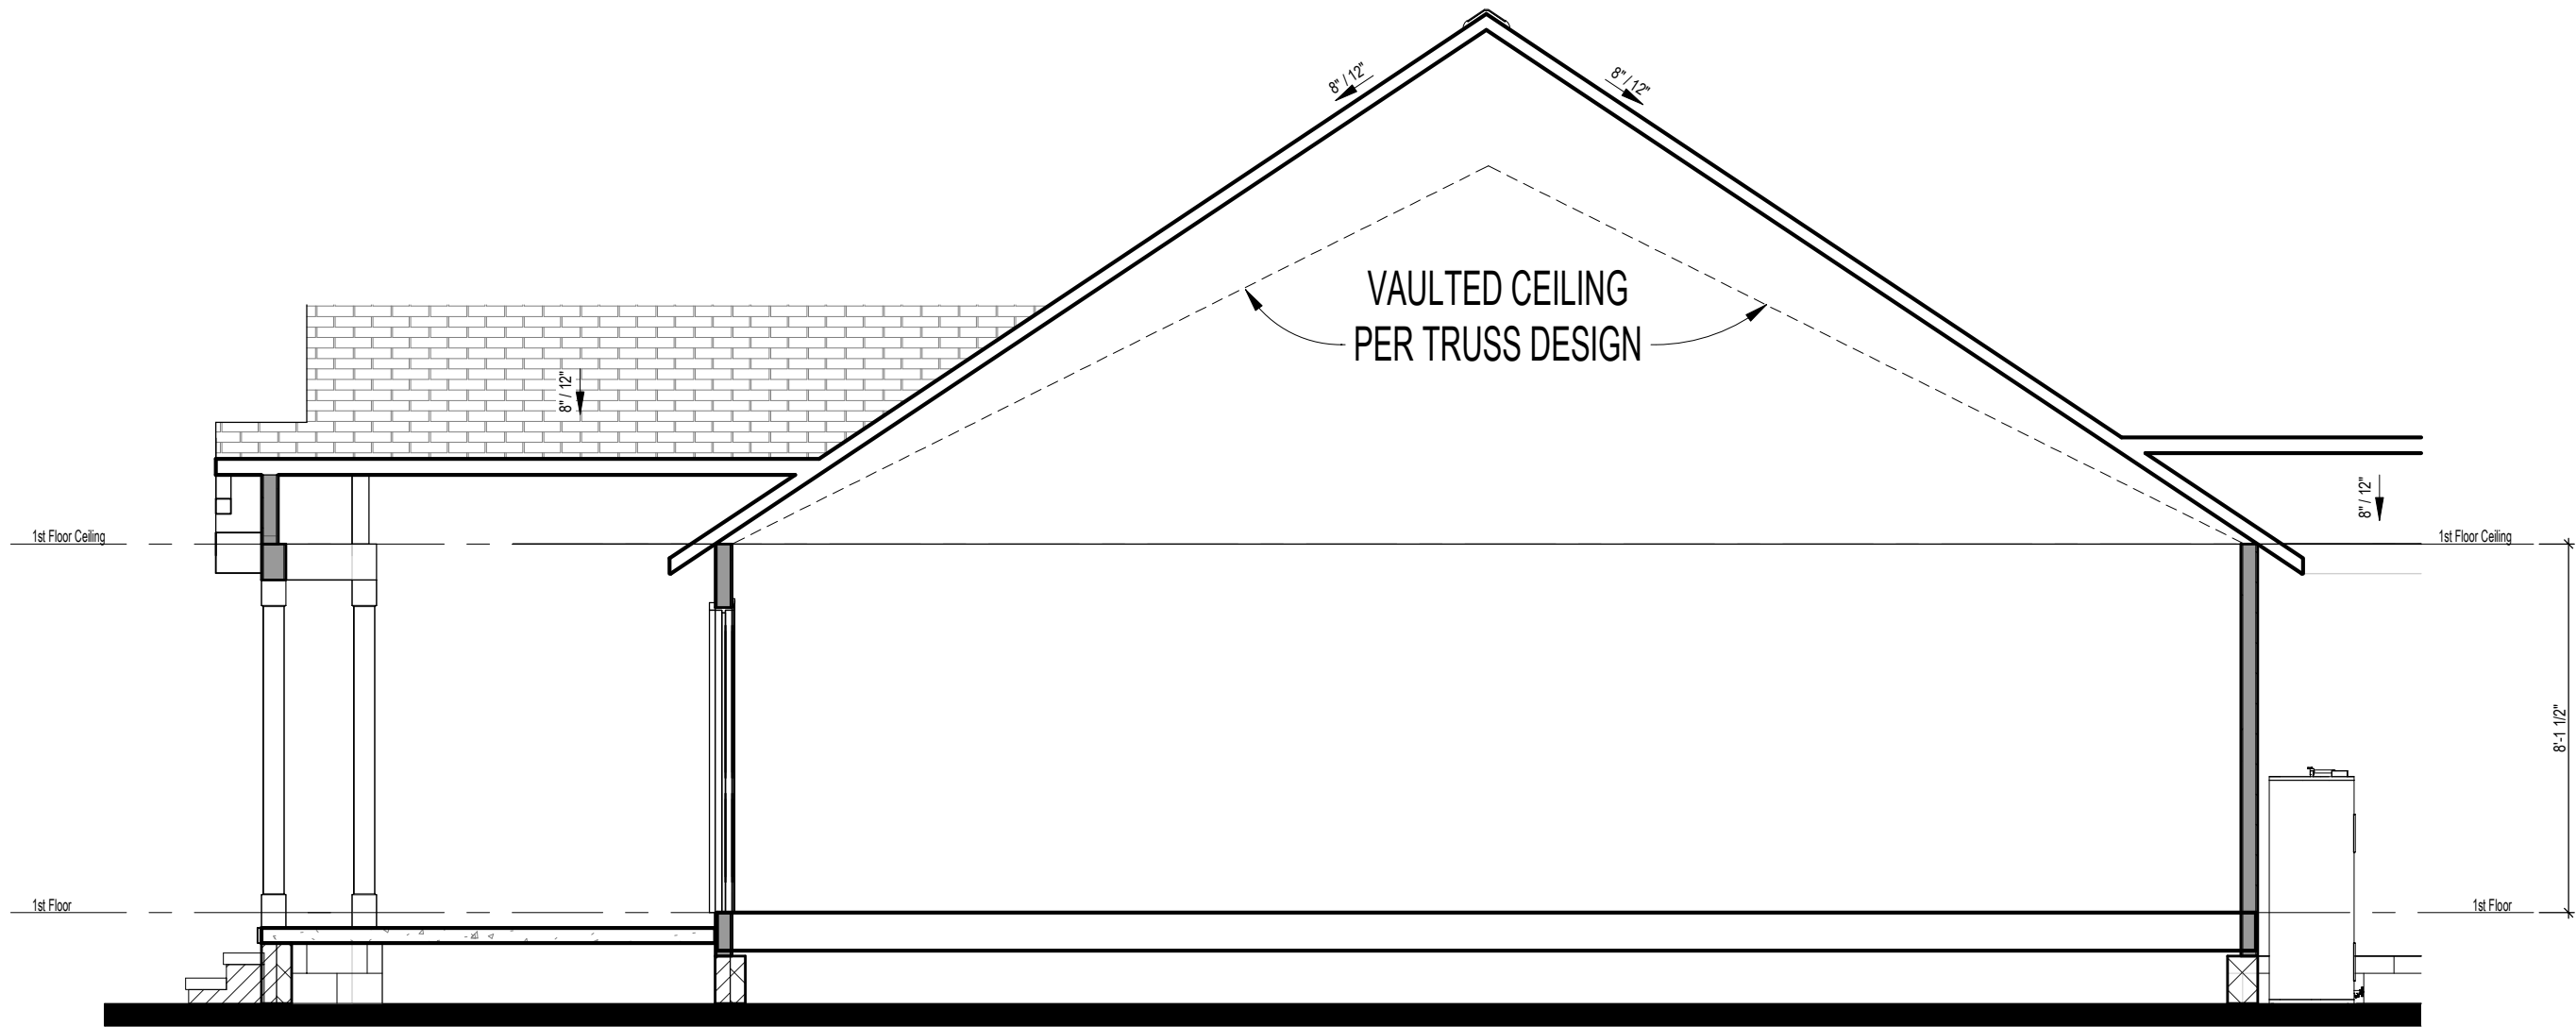 8" / 12"
8" / 12"
VAULTED CEILING
PER TRUSS DESIGN
8" / 12"
8" / 12"
1st Floor Ceiling
1st Floor Ceiling
8'-1 1/2"
1st Floor
1st Floor